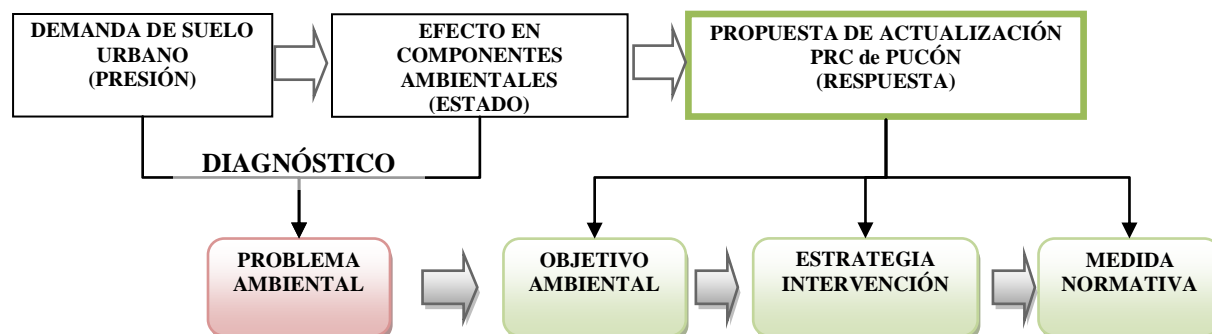 DEMANDA DE SUELO
URBANO
(PRESIÓN)
EFECTO EN
COMPONENTES
AMBIENTALES
(ESTADO)
PROPUESTA DE ACTUALIZACIÓN
PRC de PUCÓN
(RESPUESTA)
DIAGNÓSTICO
PROBLEMA
AMBIENTAL
OBJETIVO
AMBIENTAL
ESTRATEGIA
INTERVENCIÓN
MEDIDA
NORMATIVA